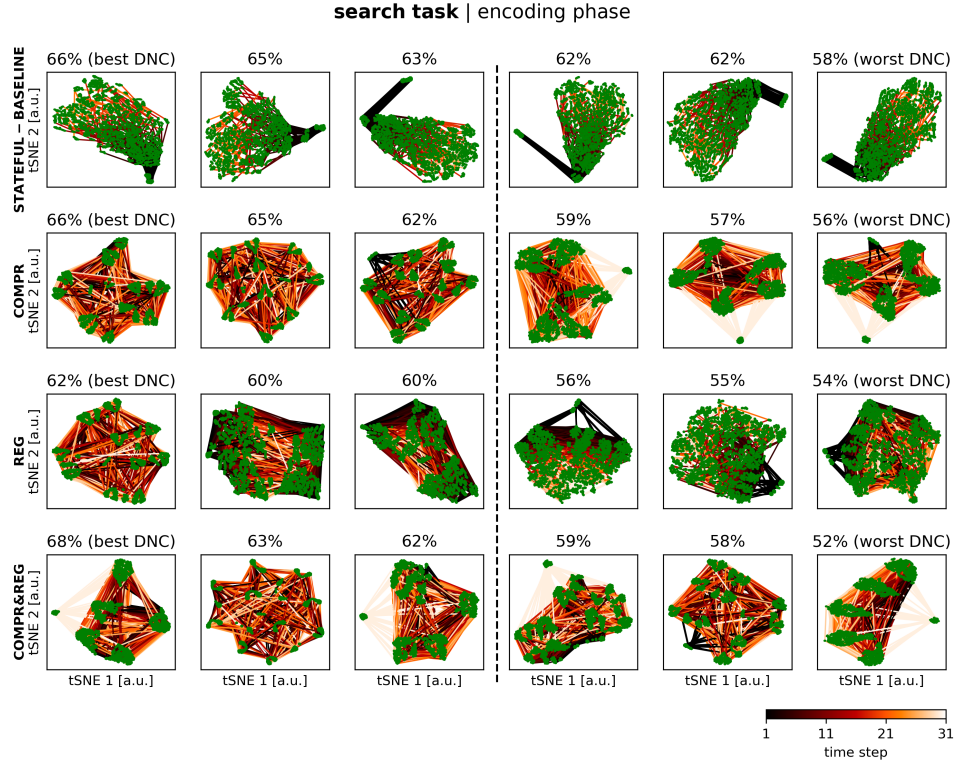 search task | encoding phase
STATEFUL – BASELINE
tSNE 2 [a.u.]
66% (best DNC) 65% 63% 62% 62% 58% (worst DNC)
COMPR
tSNE 2 [a.u.]
66% (best DNC) 65% 62% 59% 57% 56% (worst DNC)
REG
tSNE 2 [a.u.]
62% (best DNC) 60% 60% 56% 55% 54% (worst DNC)
COMPR&REG
tSNE 2 [a.u.]
68% (best DNC) 63% 62% 59% 58% 52% (worst DNC)
tSNE 1 [a.u.] tSNE 1 [a.u.] tSNE 1 [a.u.] tSNE 1 [a.u.] tSNE 1 [a.u.] tSNE 1 [a.u.]
1 11 21 31
time step